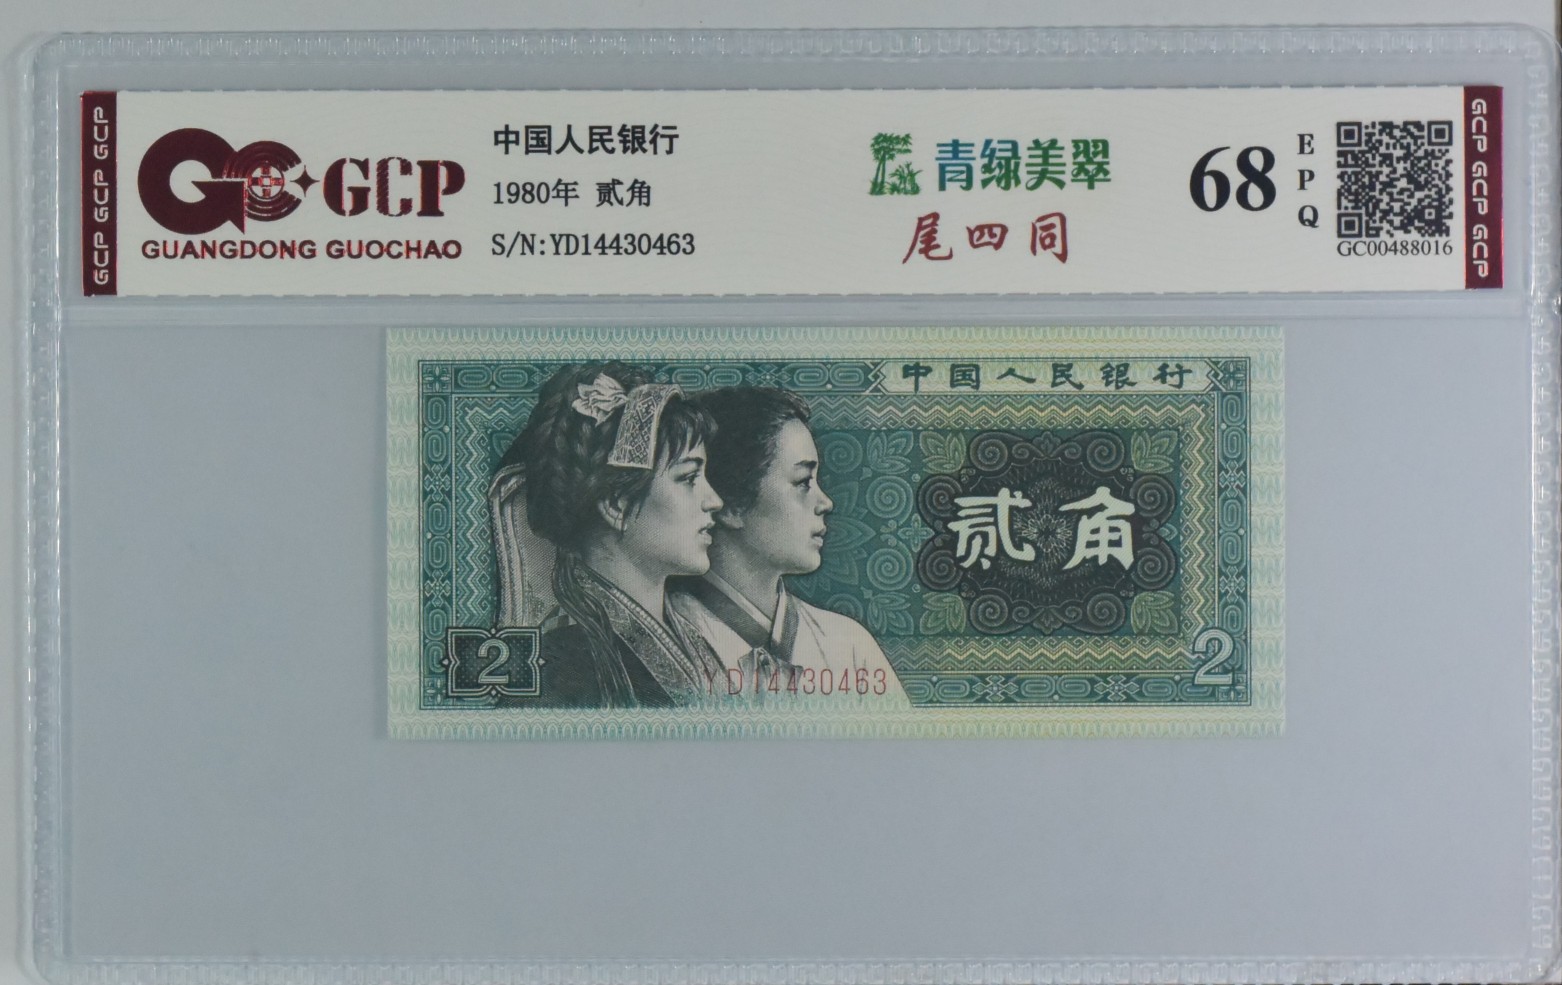 GCP GCP GCP
GCP
GUANGDONG GUOCHAO
中国人民银行
1980年 贰角
S/N:YD14430463
青绿美翠
尾四同
68
EPQ
GC00488016
GCP GCP GCP
中国人民银行
贰角
2
YD14430463
2